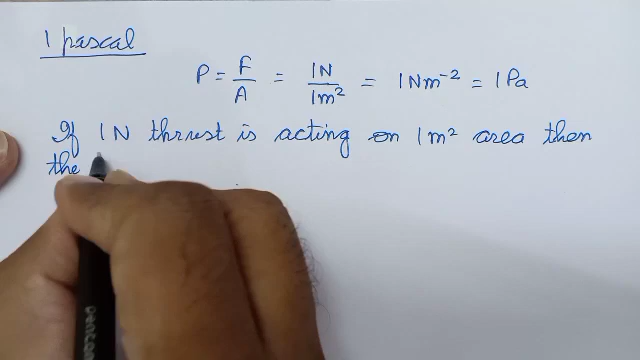 1 pascal
P = F/A = 1N/1m² = 1Nm⁻² = 1Pa
If 1N thrust is acting on 1m² area then
the